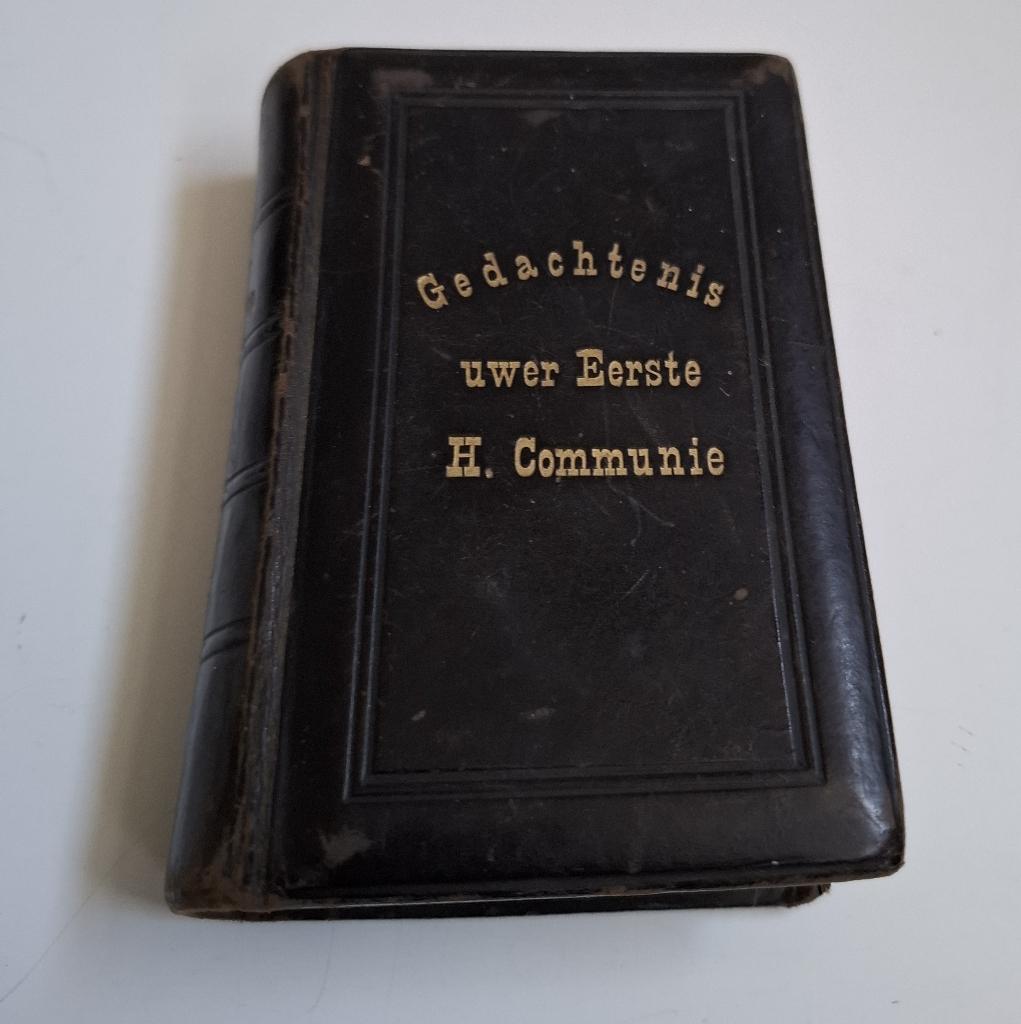 Gedachtenis
uwer Eerste
H. Communie